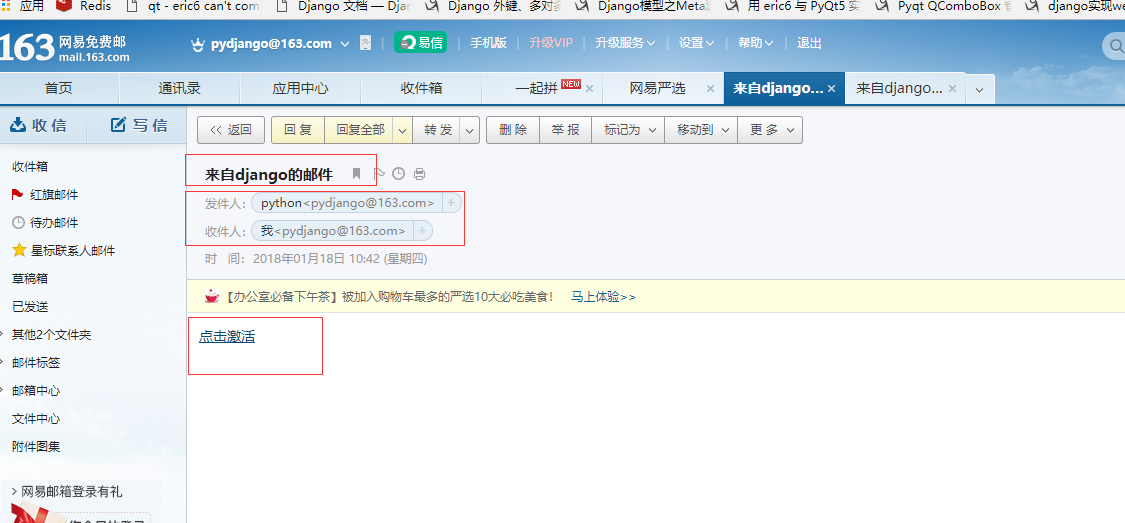 应用 Redis qt - eric6 can't com Django 文档 — Djan Django 外键、多对多 Django模型之Meta 用 eric6 与 PyQt5 实 Pyqt QComboBox django实现we
163 网易免费邮
mail.163.com
pydjango@163.com 易信 手机版 升级VIP 升级服务 设置 帮助 退出
首页 通讯录 应用中心 收件箱 一起拼 NEW × 网易严选 × 来自django... × 来自django... ×
收 信 写 信
<< 返回 回 复 回复全部 转 发 删 除 举 报 标记为 移动到 更 多
来自django的邮件
发件人: python<pydjango@163.com> +
收件人: 我<pydjango@163.com> +
时 间: 2018年01月18日 10:42 (星期四)
【办公室必备下午茶】被加入购物车最多的严选10大必吃美食! 马上体验>>
点击激活
收件箱
红旗邮件
待办邮件
星标联系人邮件
草稿箱
已发送
其他2个文件夹
邮件标签
邮箱中心
文件中心
附件图集
> 网易邮箱登录有礼